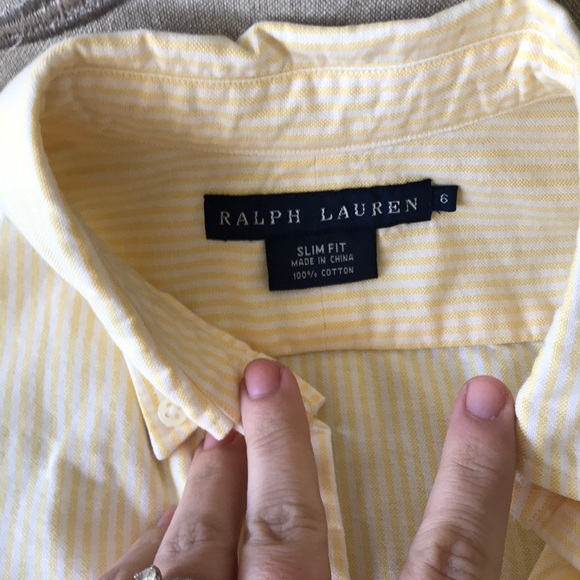 RALPH LAUREN 6
SLIM FIT
MADE IN CHINA
100% COTTON